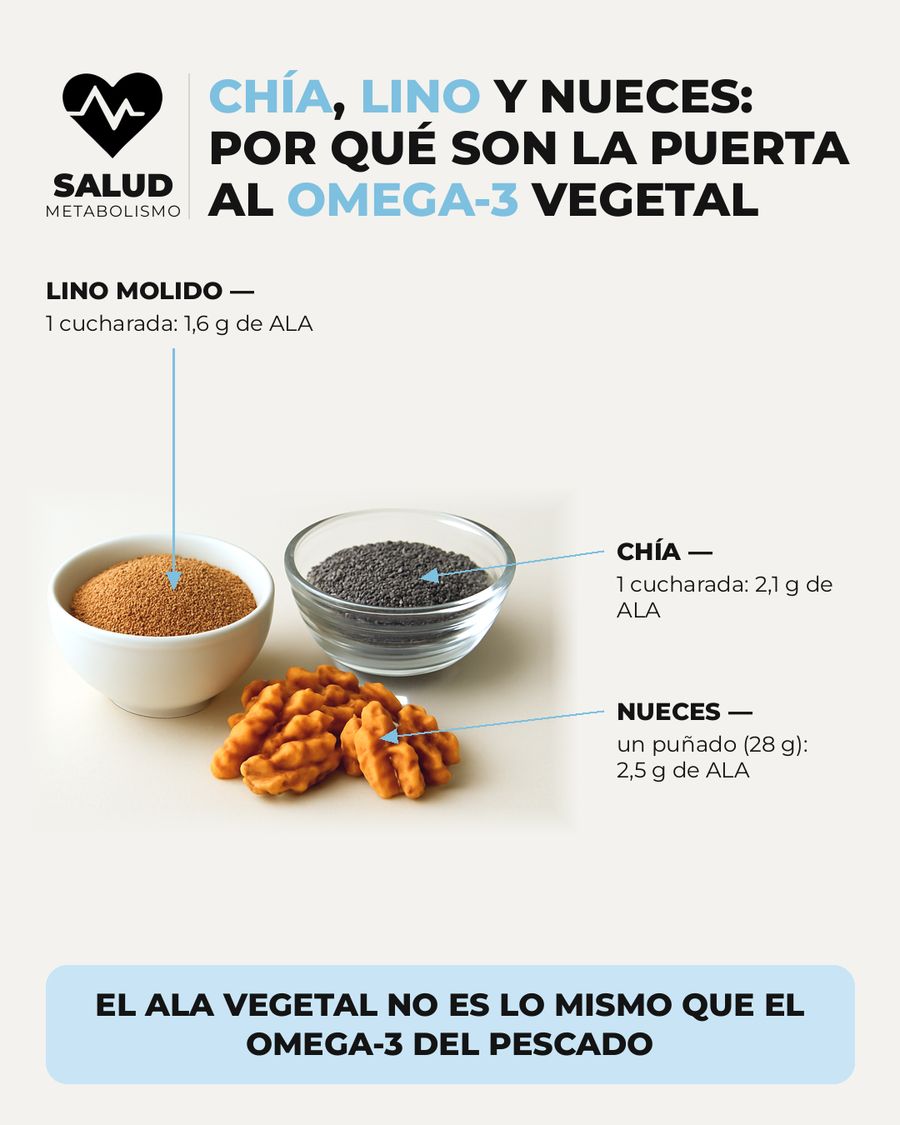 SALUD
METABOLISMO
CHÍA, LINO Y NUECES:
POR QUÉ SON LA PUERTA
AL OMEGA-3 VEGETAL
LINO MOLIDO —
1 cucharada: 1,6 g de ALA
CHÍA —
1 cucharada: 2,1 g de
ALA
NUECES —
un puñado (28 g):
2,5 g de ALA
EL ALA VEGETAL NO ES LO MISMO QUE EL
OMEGA-3 DEL PESCADO